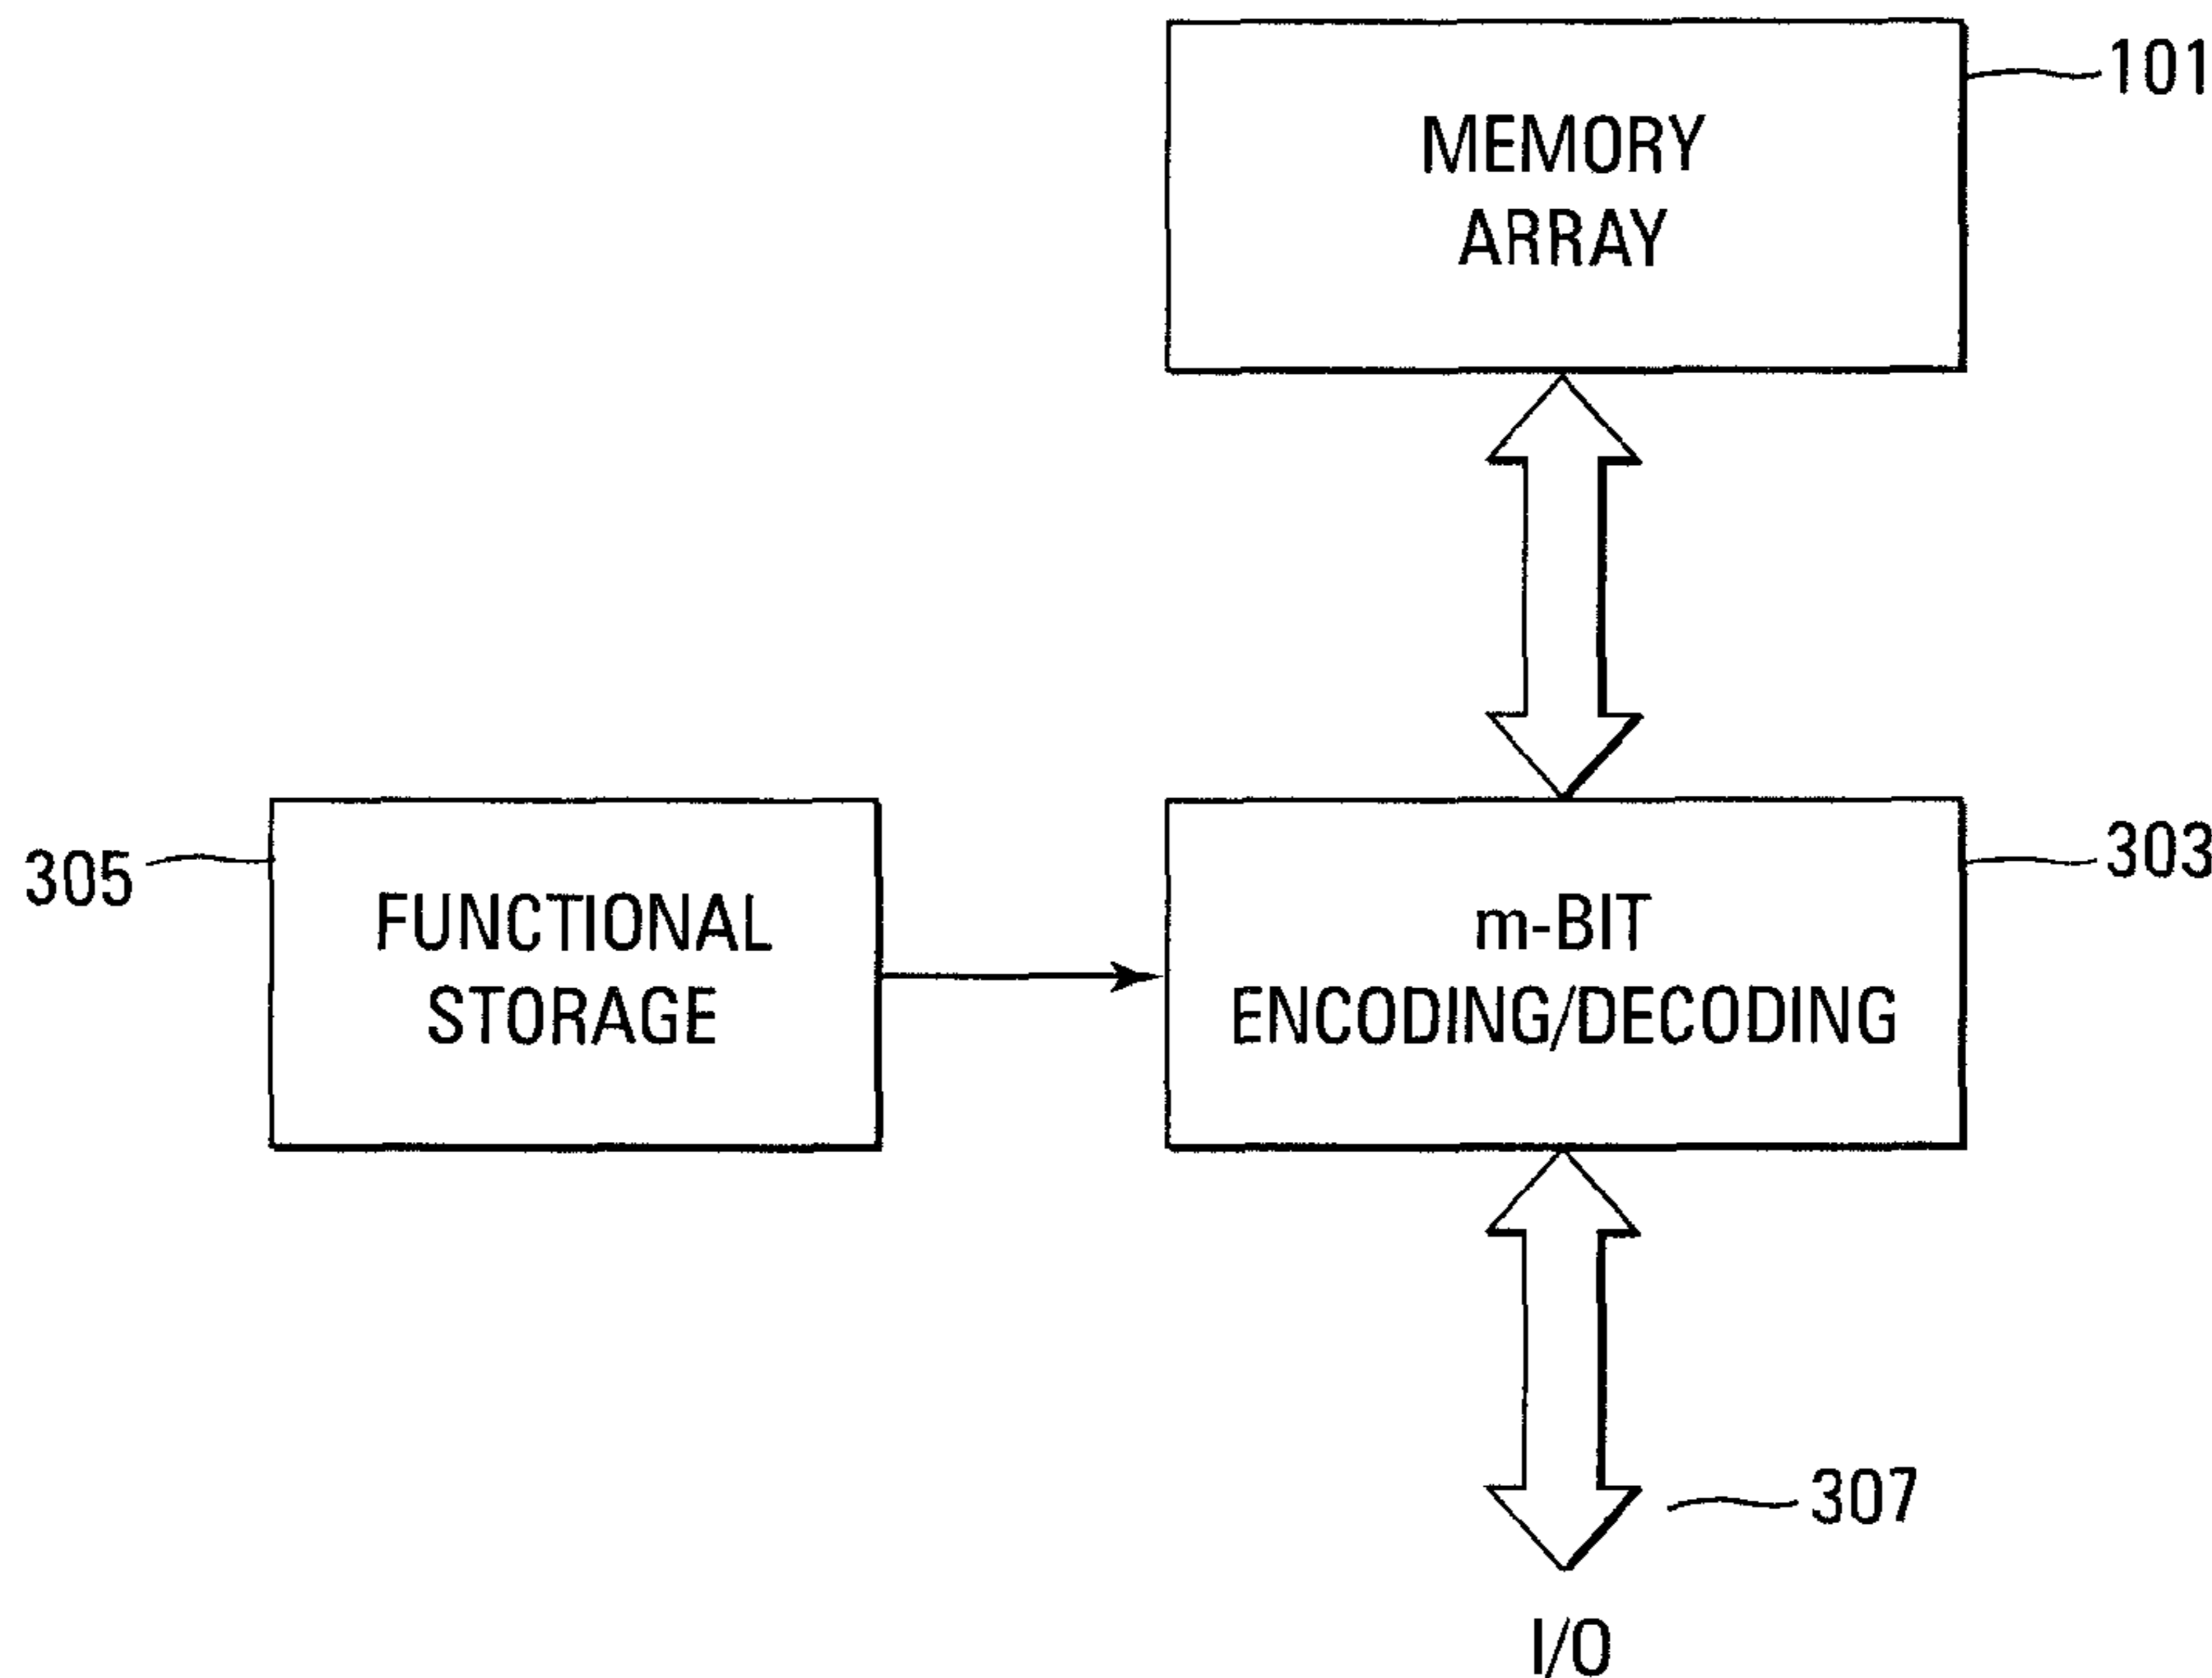 101
MEMORY
ARRAY
305
303
FUNCTIONAL
STORAGE
m-BIT
ENCODING/DECODING
307
I/O